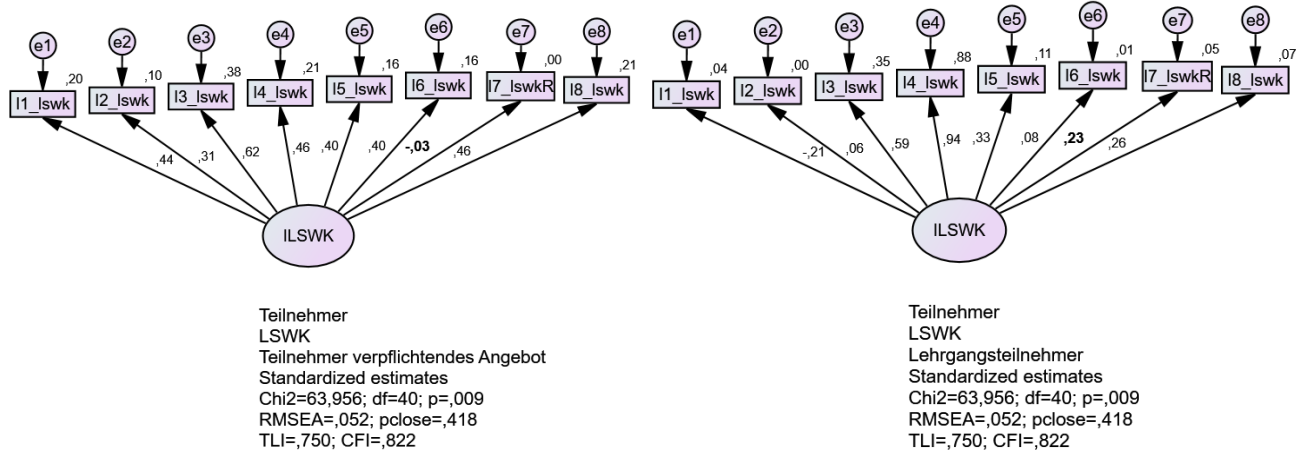 e1 e2 e3 e4 e5 e6 e7 e8
,20 ,10 ,38 ,21 ,16 ,16 ,00 ,21
I1_lswk I2_lswk I3_lswk I4_lswk I5_lswk I6_lswk I7_lswkR I8_lswk
,44 ,31 ,62 ,46 ,40 ,40 -,03 ,46
ILSWK
Teilnehmer
LSWK
Teilnehmer verpflichtendes Angebot
Standardized estimates
Chi2=63,956; df=40; p=,009
RMSEA=,052; pclose=,418
TLI=,750; CFI=,822
e1 e2 e3 e4 e5 e6 e7 e8
,04 ,00 ,35 ,88 ,11 ,01 ,05 ,07
I1_lswk I2_lswk I3_lswk I4_lswk I5_lswk I6_lswk I7_lswkR I8_lswk
-,21 ,06 ,59 ,94 ,33 ,08 ,23 ,26
ILSWK
Teilnehmer
LSWK
Lehrgangsteilnehmer
Standardized estimates
Chi2=63,956; df=40; p=,009
RMSEA=,052; pclose=,418
TLI=,750; CFI=,822